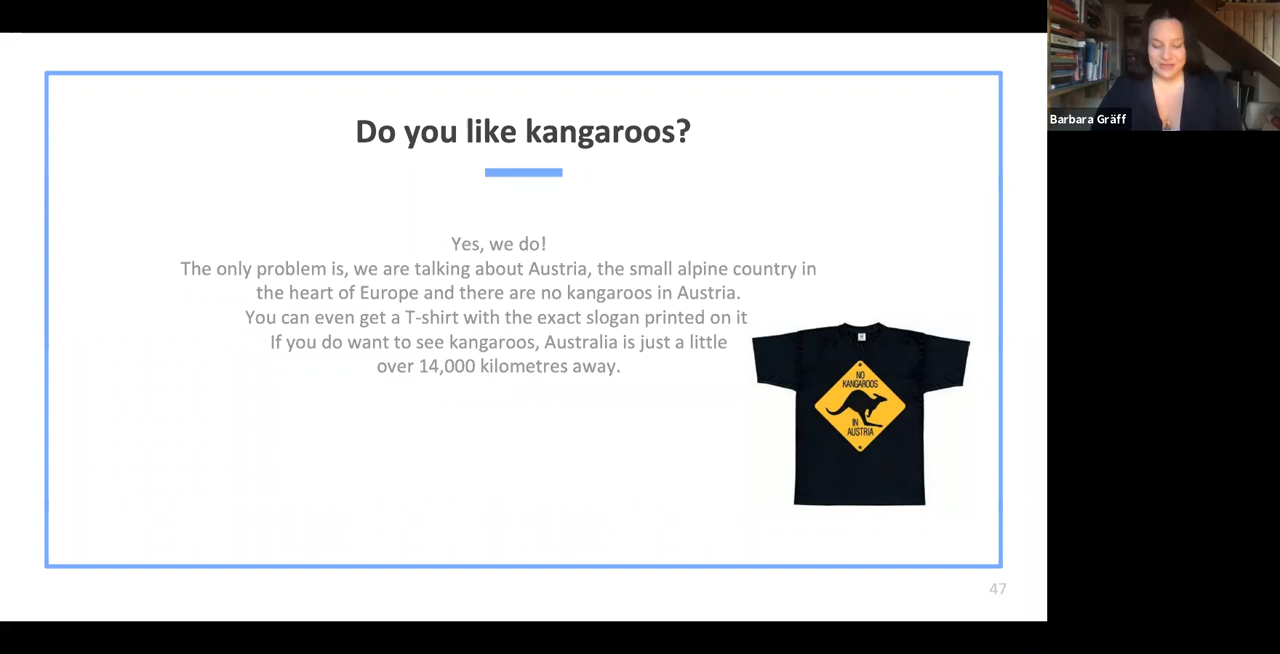 Do you like kangaroos?
Yes, we do!
The only problem is, we are talking about Austria, the small alpine country in
the heart of Europe and there are no kangaroos in Austria.
You can even get a T-shirt with the exact slogan printed on it
If you do want to see kangaroos, Australia is just a little
over 14,000 kilometres away.
NO
KANGAROOS
IN
AUSTRIA
47
Barbara Gräff